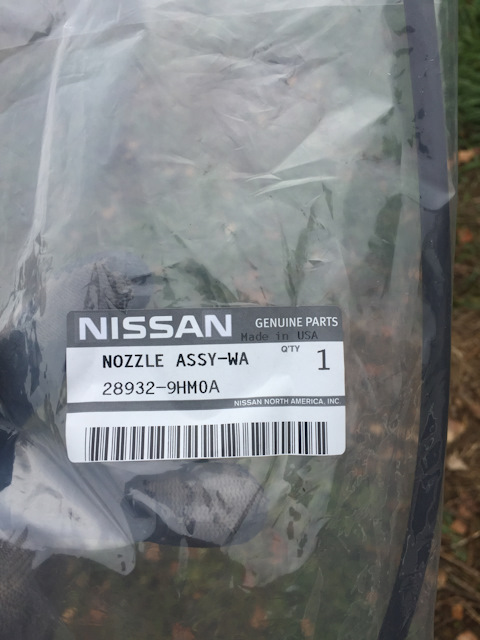 NISSAN GENUINE PARTS
Made in USA
NOZZLE ASSY-WA Q'TY 1
28932-9HM0A
NISSAN NORTH AMERICA, INC